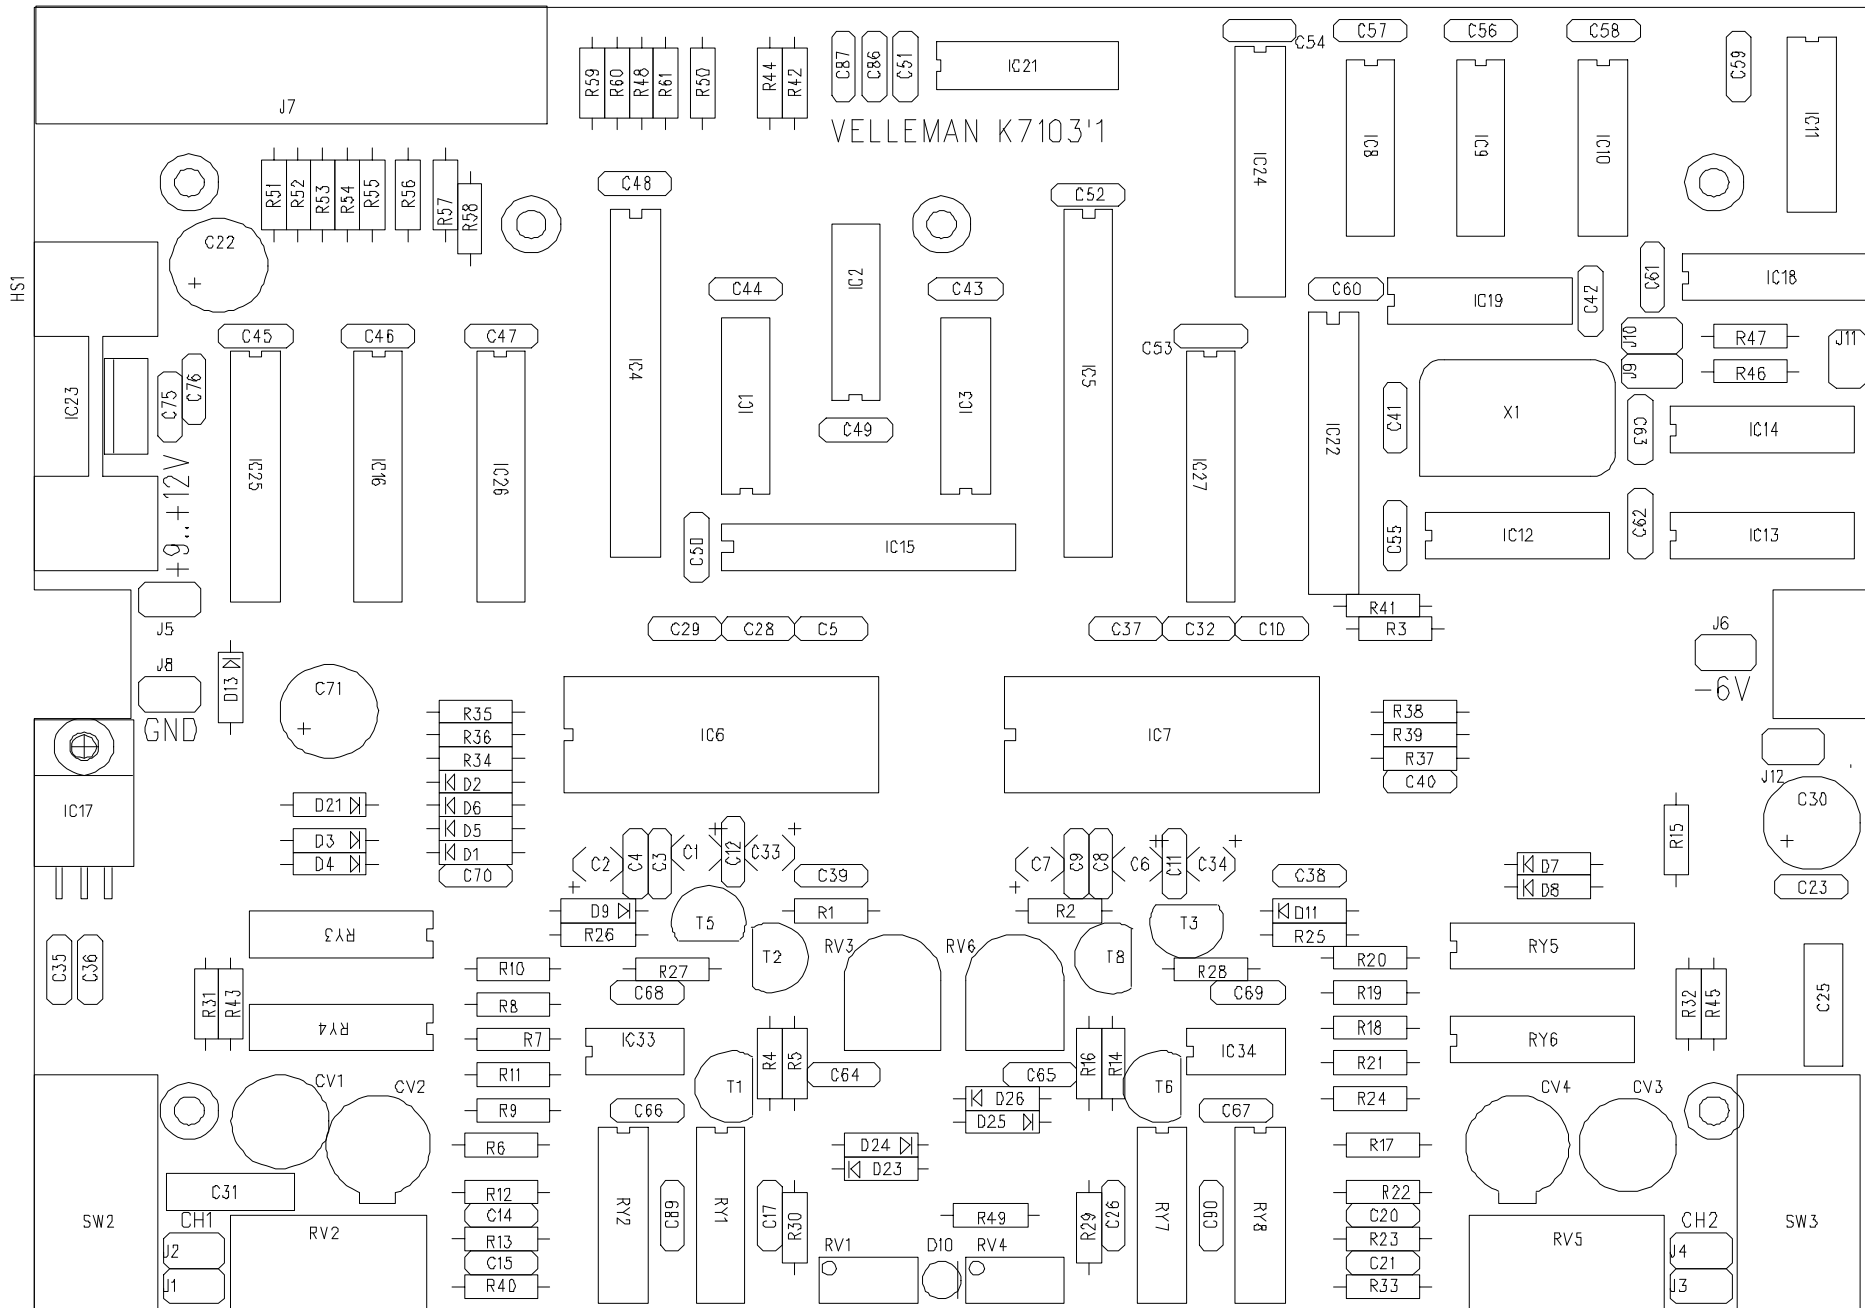 C54
C57
C56
C58
C59
IC11
C87
C86
C51
IC21
R59
R60
R48
R61
R50
R44
R42
J7
VELLEMAN K7103'1
IC24
IC8
IC9
IC10
R51
R52
R53
R54
R55
R56
R57
R58
C48
C52
C22
+
HS1
IC2
C44
C43
C60
IC19
C42
C61
IC18
C45
C46
C47
C53
J10
J9
R47
R46
J11
IC23
C75
C76
IC4
IC1
IC3
IC5
C49
C41
X1
C63
IC14
IC22
IC25
IC16
IC26
IC27
+9..+12V
C50
IC15
C55
IC12
C62
IC13
J5
R41
R3
C29
C28
C5
C37
C32
C10
J6
J8
D13
C71
+
-6V
GND
R35
R36
R34
D2
D6
D5
D1
C70
IC6
IC7
R38
R39
R37
C40
J12
C30
+
IC17
D21
D3
D4
R15
C2
+
C4
C3
C1
+
C12
C33
+
C39
C7
+
C9
C8
C6
+
C11
C34
+
C38
D7
D8
C23
D9
R26
T5
R1
R2
T3
D11
R25
RY3
T2
RV3
RV6
T8
RY5
C35
C36
R10
R27
C68
R28
C69
R20
R31
R43
R8
R19
R32
R45
C25
RY4
R7
IC33
R4
R5
R16
R14
IC34
R18
RY6
R11
T1
C64
C65
T6
R21
CV1
CV2
R9
C66
D26
D25
C67
R24
CV4
CV3
R6
D24
D23
R17
C31
R12
C14
R13
C15
R40
RY2
C89
RY1
C17
R30
R49
R29
C26
RY7
C90
RY8
R22
C20
R23
C21
R33
SW2
CH1
J2
J1
RV2
RV1
D10
RV4
RV5
CH2
J4
J3
SW3